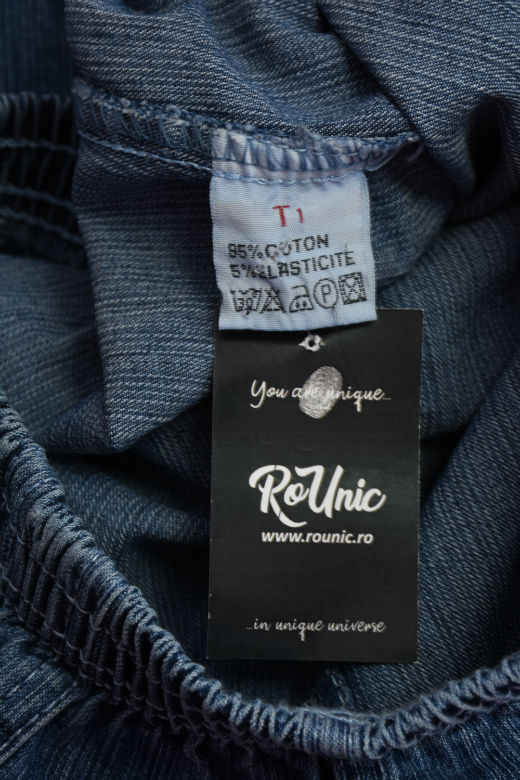 T1
95% COTON
5% ELASTICITE
P
You are unique...
RoUnic
www.rounic.ro
...in unique universe